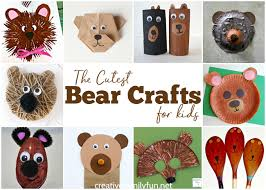 The Cutest
Bear Crafts
for kids
creativefamilyfun.net